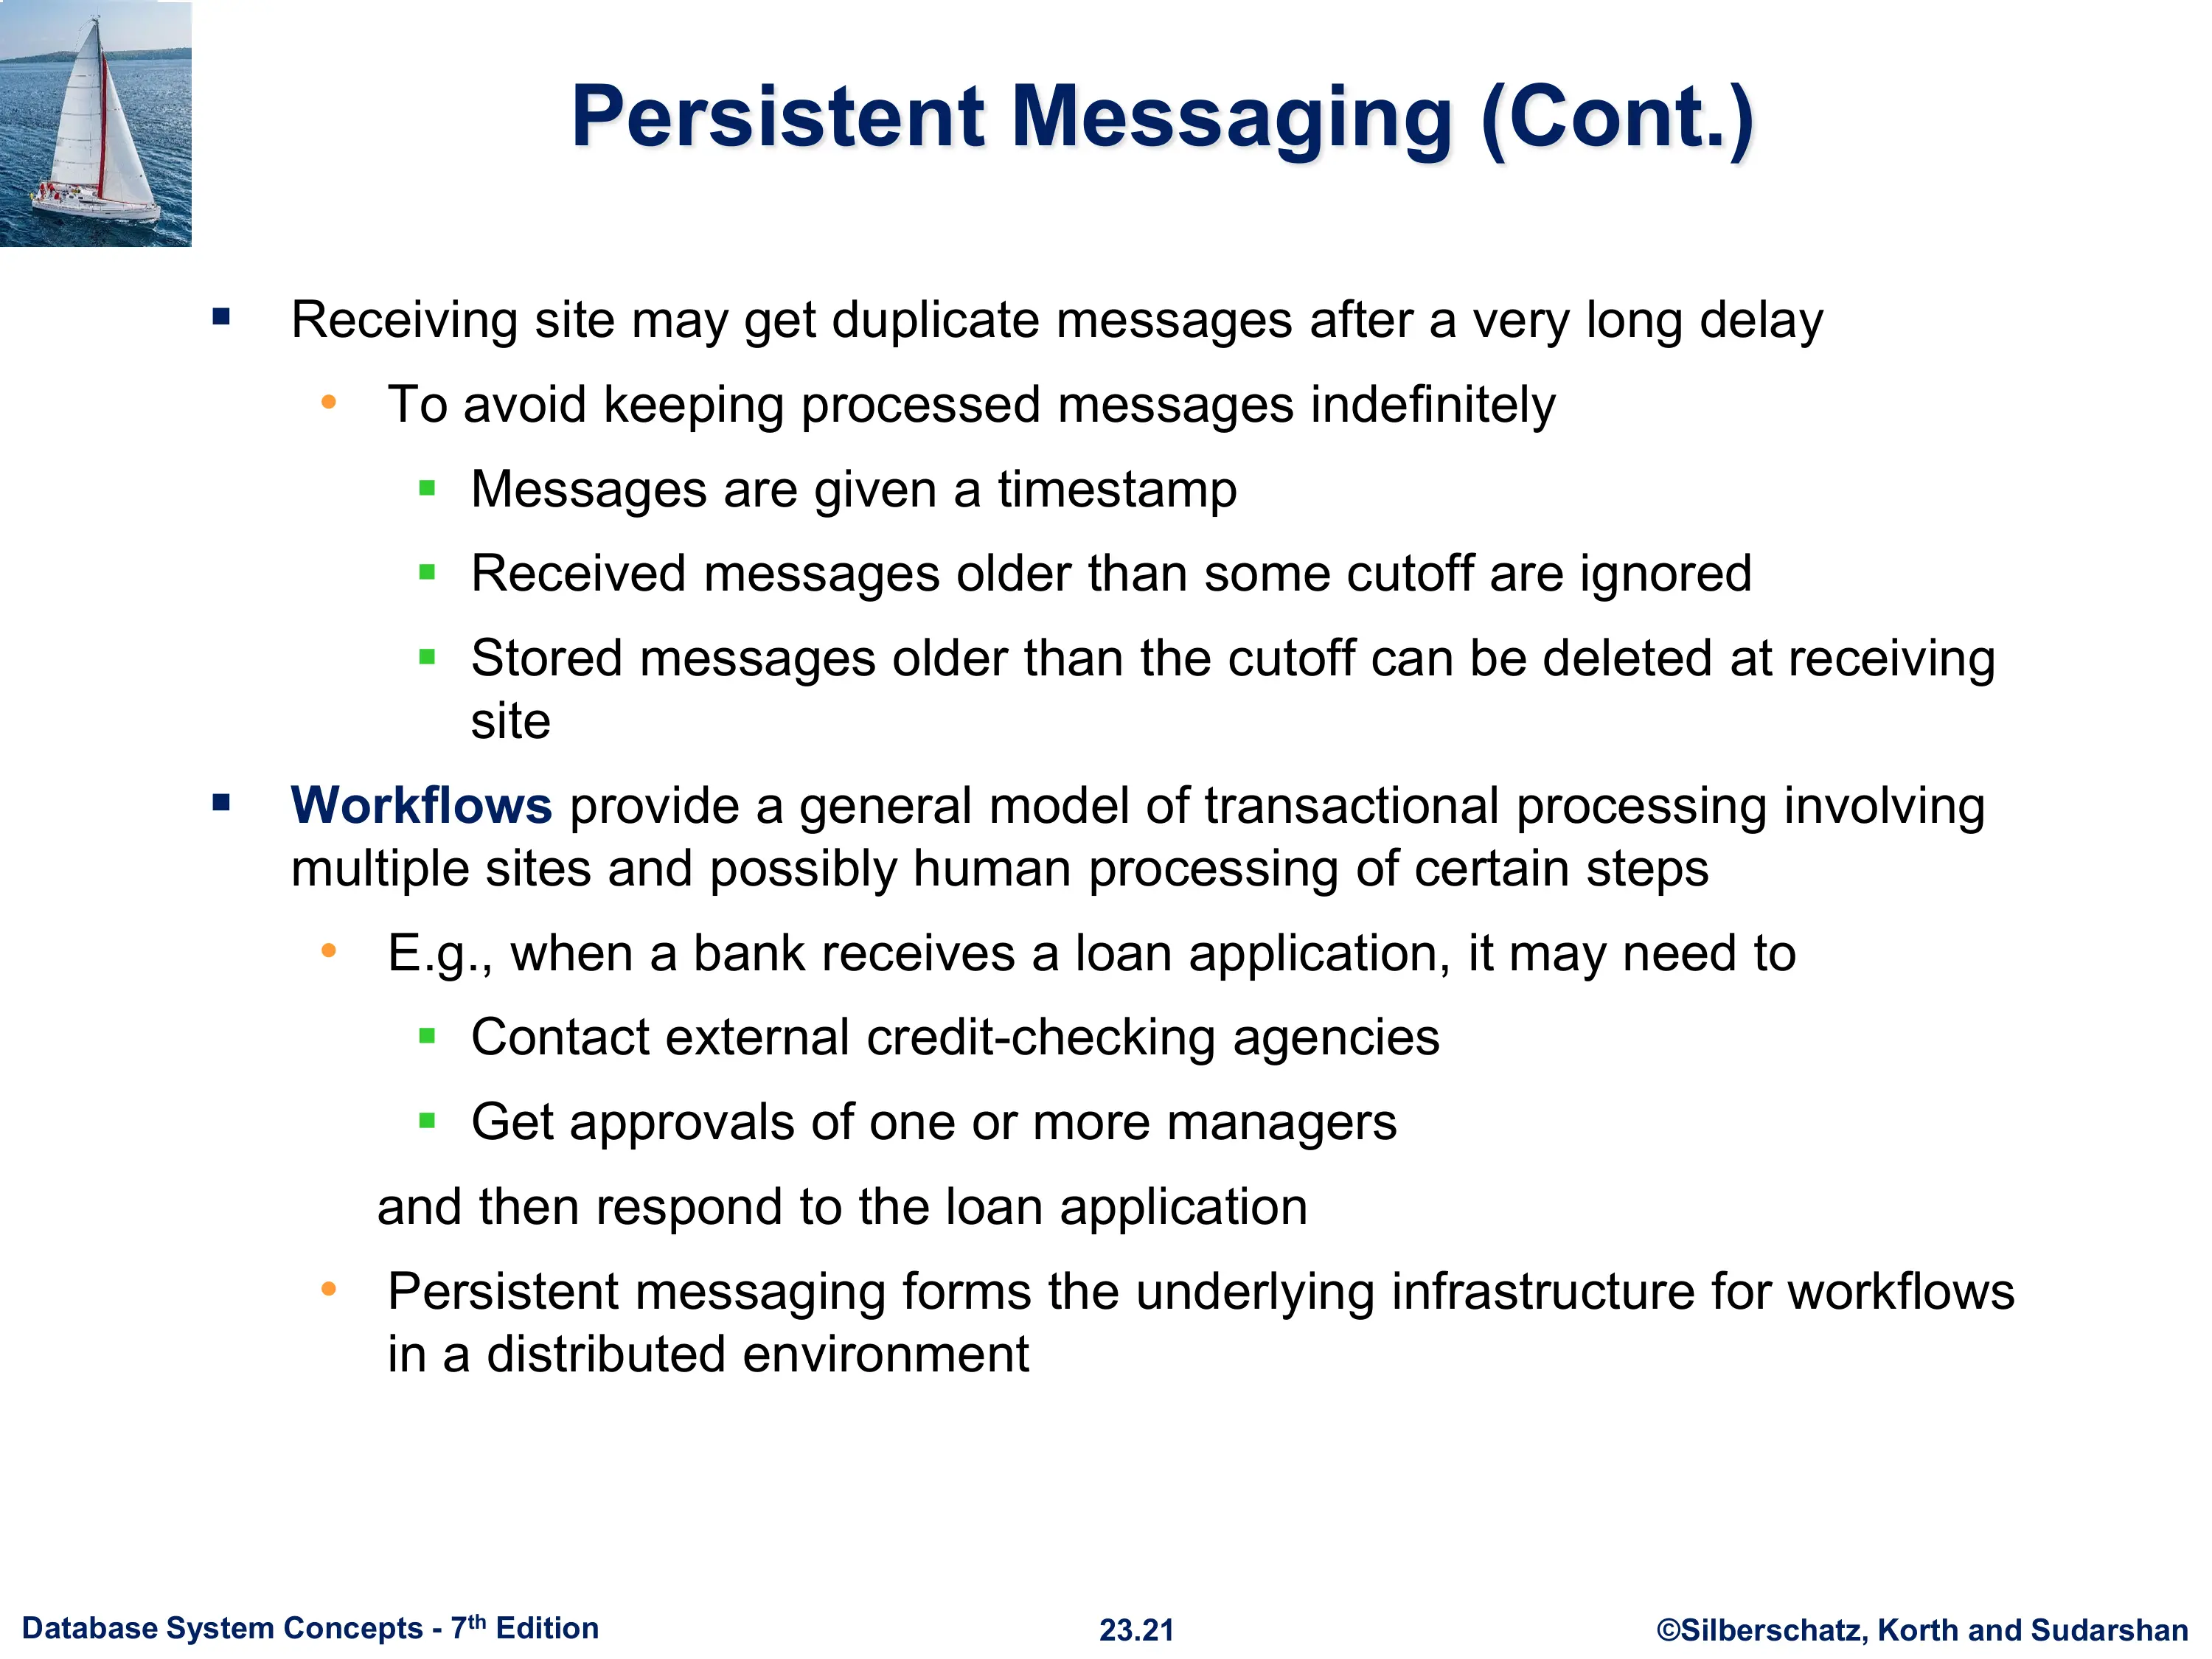 Persistent Messaging (Cont.)
▪ Receiving site may get duplicate messages after a very long delay
• To avoid keeping processed messages indefinitely
▪ Messages are given a timestamp
▪ Received messages older than some cutoff are ignored
▪ Stored messages older than the cutoff can be deleted at receiving
site
▪ Workflows provide a general model of transactional processing involving
multiple sites and possibly human processing of certain steps
• E.g., when a bank receives a loan application, it may need to
▪ Contact external credit-checking agencies
▪ Get approvals of one or more managers
and then respond to the loan application
• Persistent messaging forms the underlying infrastructure for workflows
in a distributed environment
Database System Concepts - 7th Edition
23.21
©Silberschatz, Korth and Sudarshan